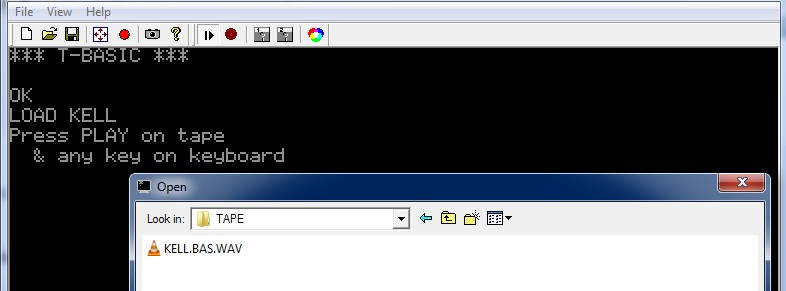 File View Help
*** T-BASIC ***
OK
LOAD KELL
Press PLAY on tape
& any key on keyboard
Open
Look in: TAPE
KELL.BAS.WAV